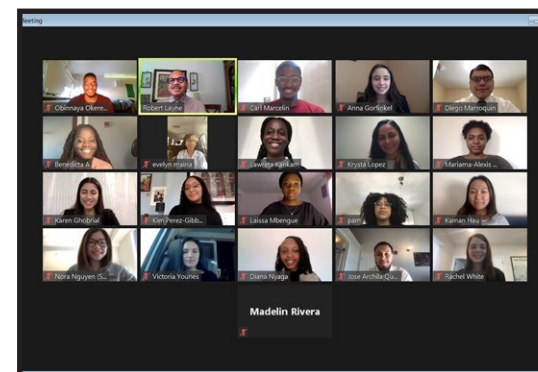 Meeting
Obinnaya Okere...
Robert Layne
Carl Marcelin
Anna Gorfinkel
Diego Marroquin
Benedicta A
evelyn maina
Lawreta Kankam
Krysta Lopez
Mariama-Alexis ...
Karen Ghobrial
Kim Perez-Gibb...
Laissa Mbengue
pam
Kaman Hau
Nora Nguyen (S...
Victoria Younes
Diana Nyaga
Jose Archila Qu...
Rachel White
Madelin Rivera